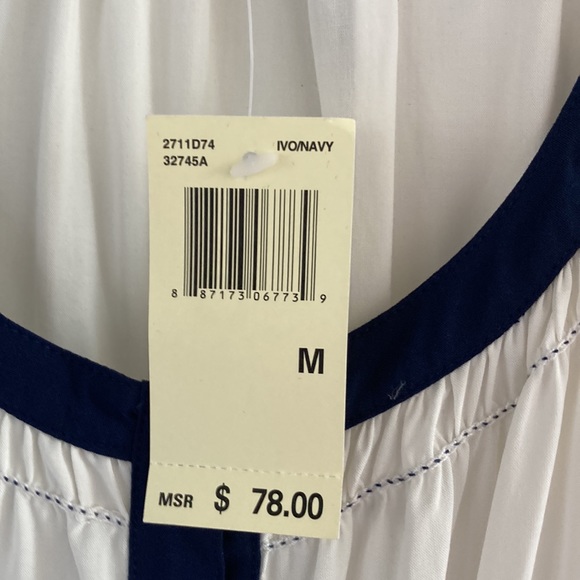 2711D74 IVO/NAVY
32745A
8 87173 06773 9
M
MSR $ 78.00